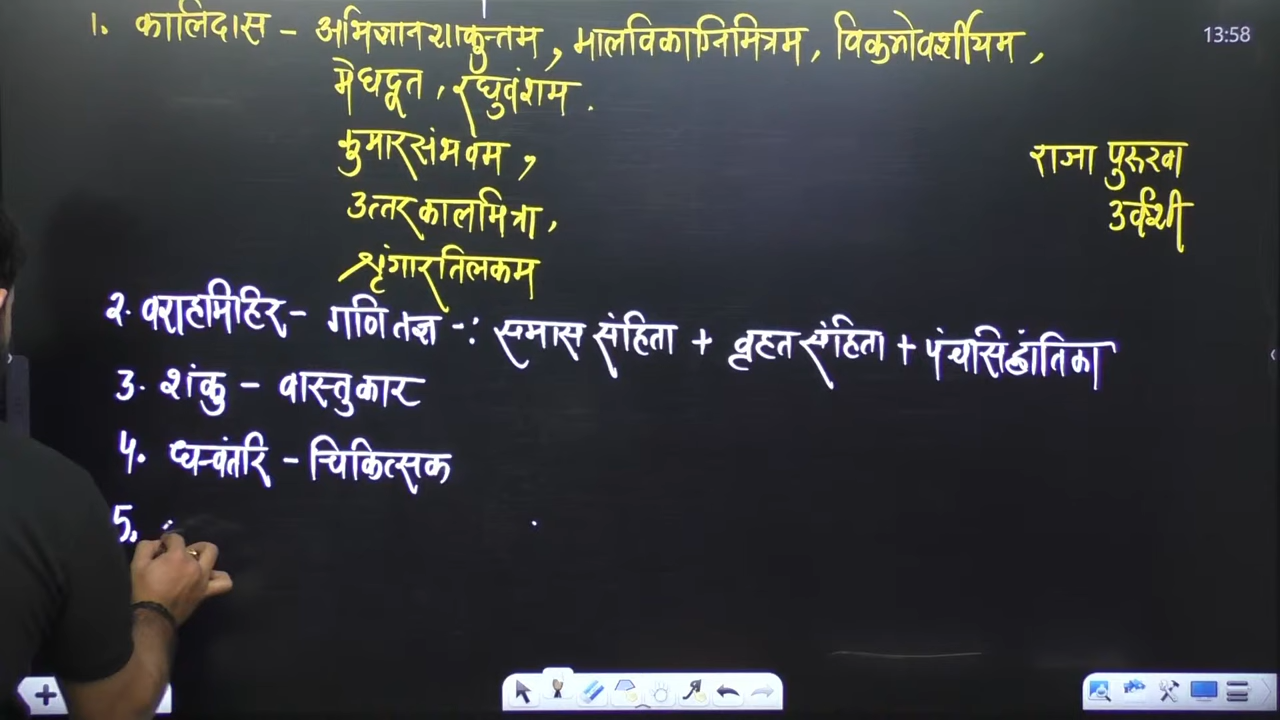 1. कालिदास - अभिज्ञानशाकुन्तम, मालविकाग्निमित्रम, विक्रमोवर्शीयम,
मेघदूत, रघुवंशम.
कुमारसंभवम,
उत्तरकालमित्रा,
श्रृंगारतिलकम
13:58
राजा पुरुरवा
उर्वशी
2. वराहमिहिर - गणितज्ञ -: समास संहिता + वृहत संहिता + पंचसिद्धांतिका
3. शंकु - वास्तुकार
4. धन्वंतरि - चिकित्सक
5.